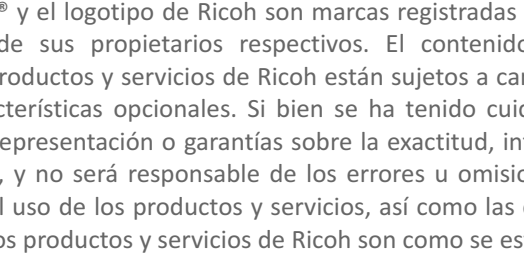 ® y el logotipo de Ricoh son marcas registradas
de sus propietarios respectivos. El contenido
roductos y servicios de Ricoh están sujetos a ca
cterísticas opcionales. Si bien se ha tenido cuid
epresentación o garantías sobre la exactitud, in
, y no será responsable de los errores u omisio
l uso de los productos y servicios, así como las
os productos y servicios de Ricoh son como se es